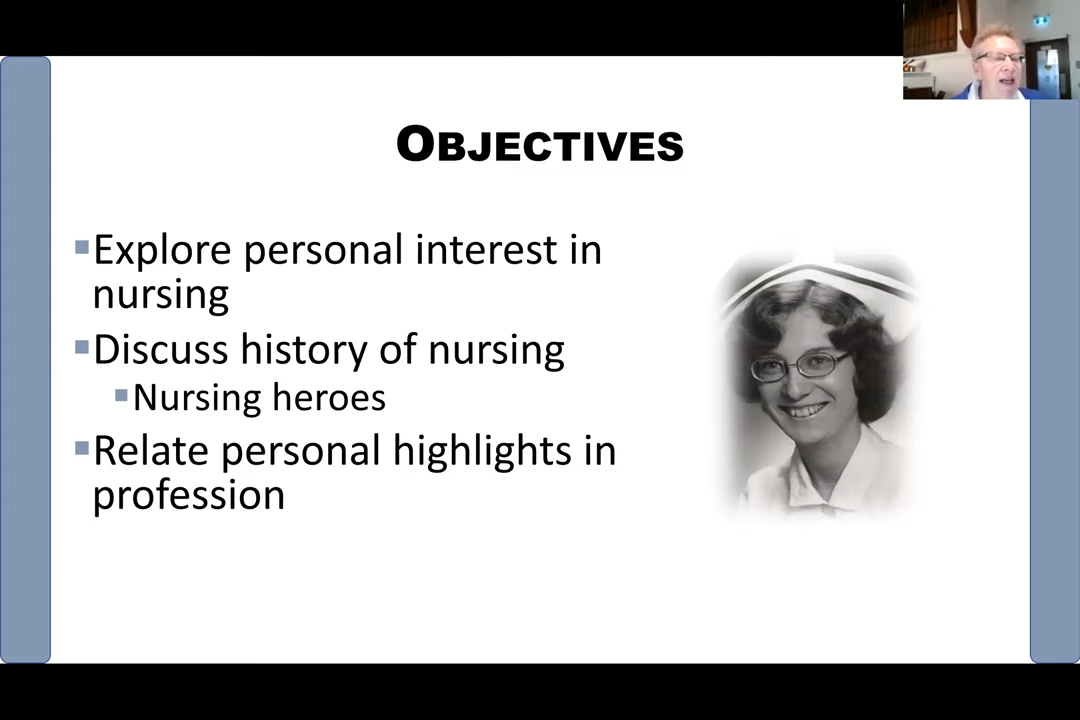 OBJECTIVES
Explore personal interest in
nursing
Discuss history of nursing
Nursing heroes
Relate personal highlights in
profession